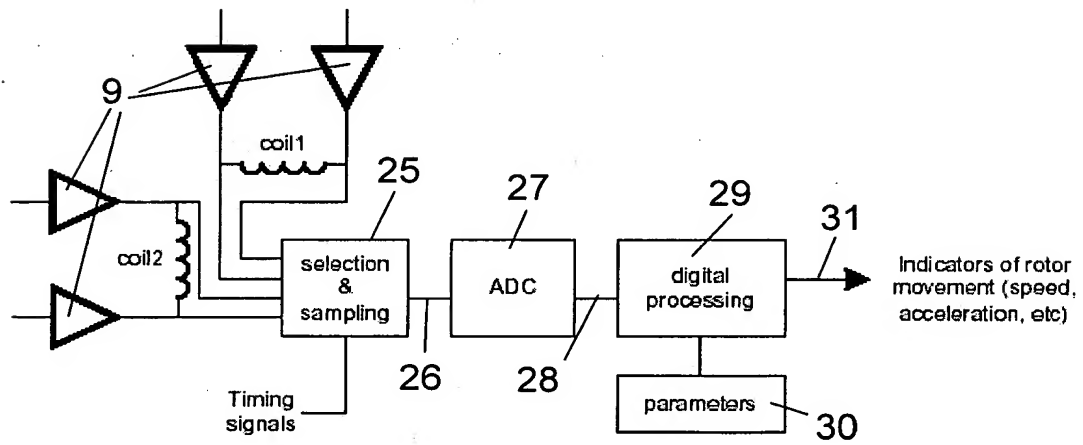 9
coil1
coil2
25
selection
&
sampling
Timing
signals
26
27
ADC
28
29
digital
processing
31
Indicators of rotor
movement (speed,
acceleration, etc)
parameters
30